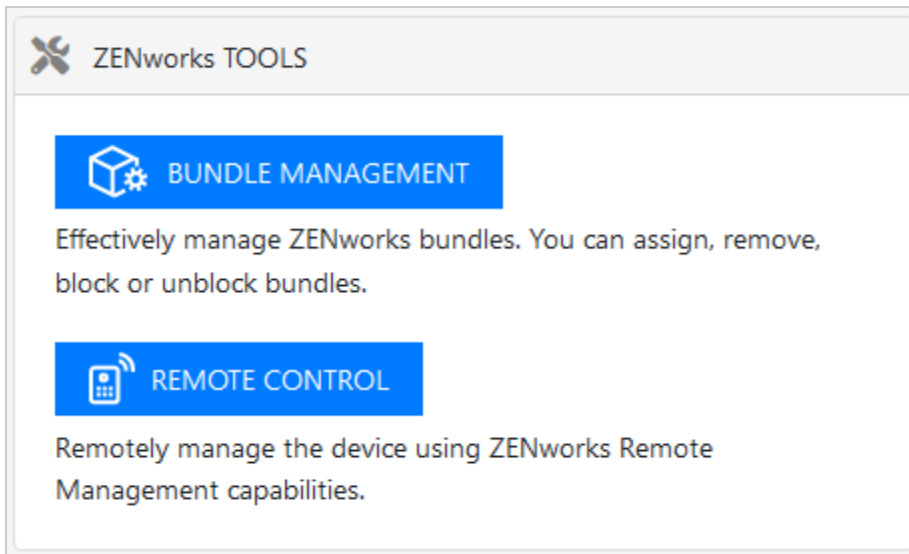 ZENworks TOOLS
BUNDLE MANAGEMENT
Effectively manage ZENworks bundles. You can assign, remove,
block or unblock bundles.
REMOTE CONTROL
Remotely manage the device using ZENworks Remote
Management capabilities.